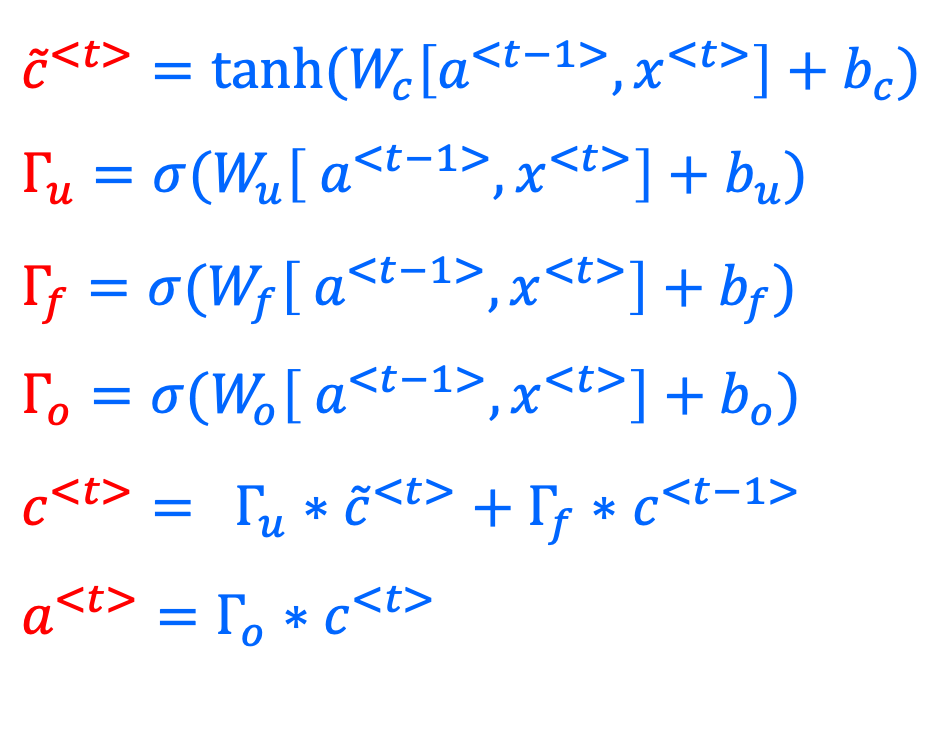 c̃^{<t>} = tanh(W_c[a^{<t−1>}, x^{<t>}] + b_c)
Γ_u = σ(W_u[ a^{<t−1>}, x^{<t>}] + b_u)
Γ_f = σ(W_f[ a^{<t−1>}, x^{<t>}] + b_f)
Γ_o = σ(W_o[ a^{<t−1>}, x^{<t>}] + b_o)
c^{<t>} = Γ_u ∗ c̃^{<t>} + Γ_f ∗ c^{<t−1>}
a^{<t>} = Γ_o ∗ c^{<t>}